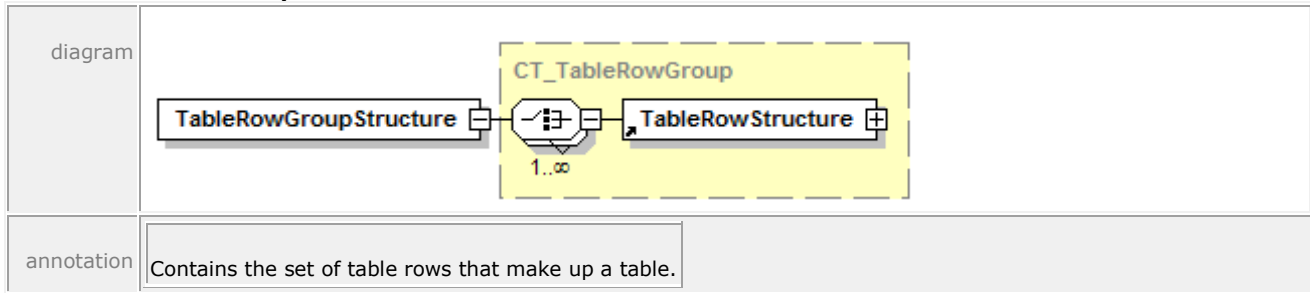 diagram
CT_TableRowGroup
TableRowGroupStructure
TableRowStructure
1..∞
annotation
Contains the set of table rows that make up a table.